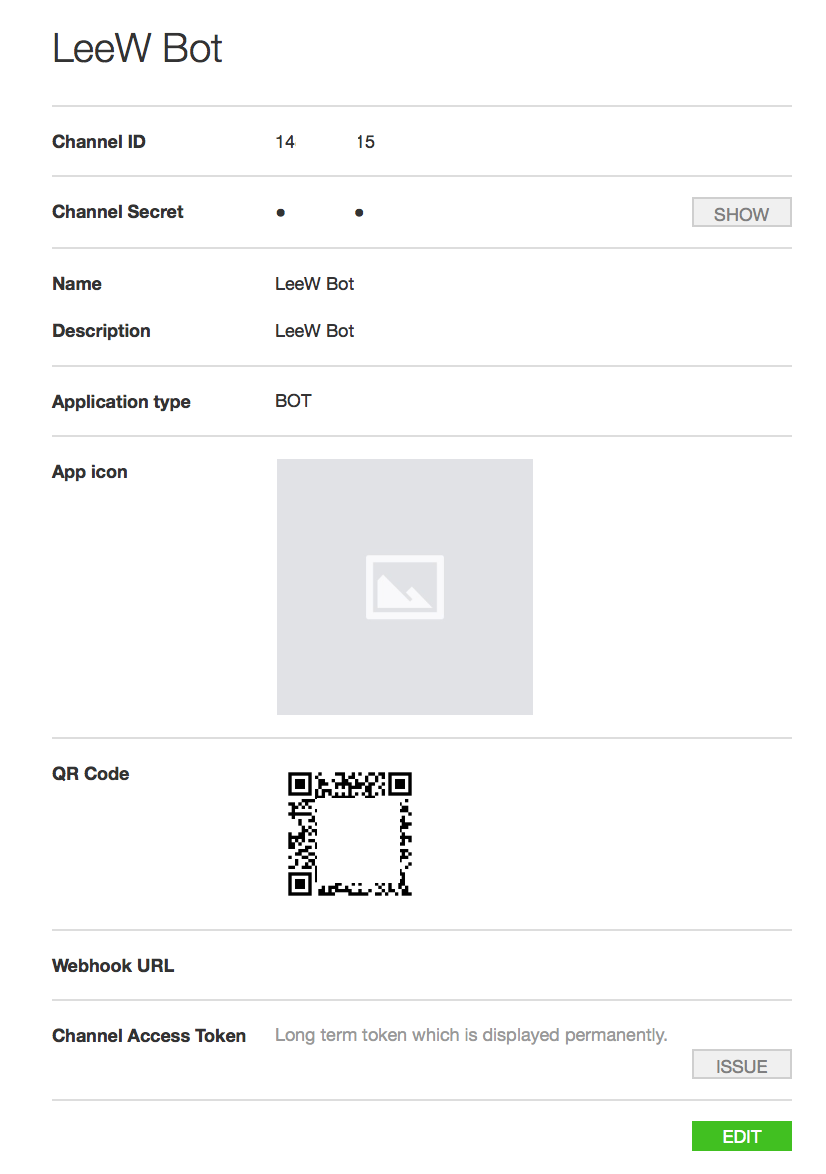 LeeW Bot
Channel ID 14 15
Channel Secret • • SHOW
Name LeeW Bot
Description LeeW Bot
Application type BOT
App icon
QR Code
Webhook URL
Channel Access Token Long term token which is displayed permanently.
ISSUE
EDIT